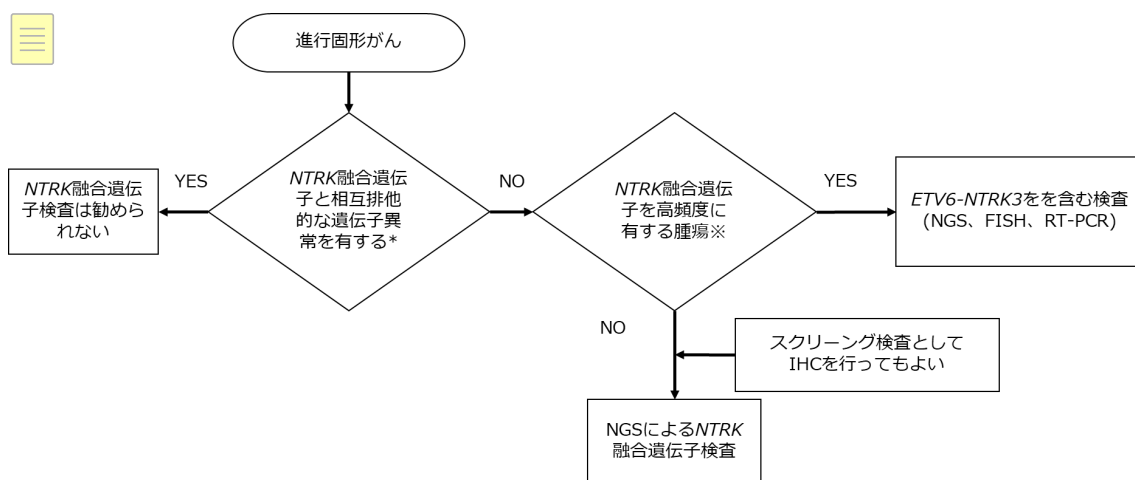 進行固形がん
YES
NTRK融合遺伝
子検査は勧めら
れない
NTRK融合遺伝
子と相互排他
的な遺伝子異
常を有する*
NO
NTRK融合遺伝
子を高頻度に
有する腫瘍※
YES
ETV6-NTRK3をを含む検査
(NGS、FISH、RT-PCR)
NO
スクリーング検査として
IHCを行ってもよい
NGSによるNTRK
融合遺伝子検査